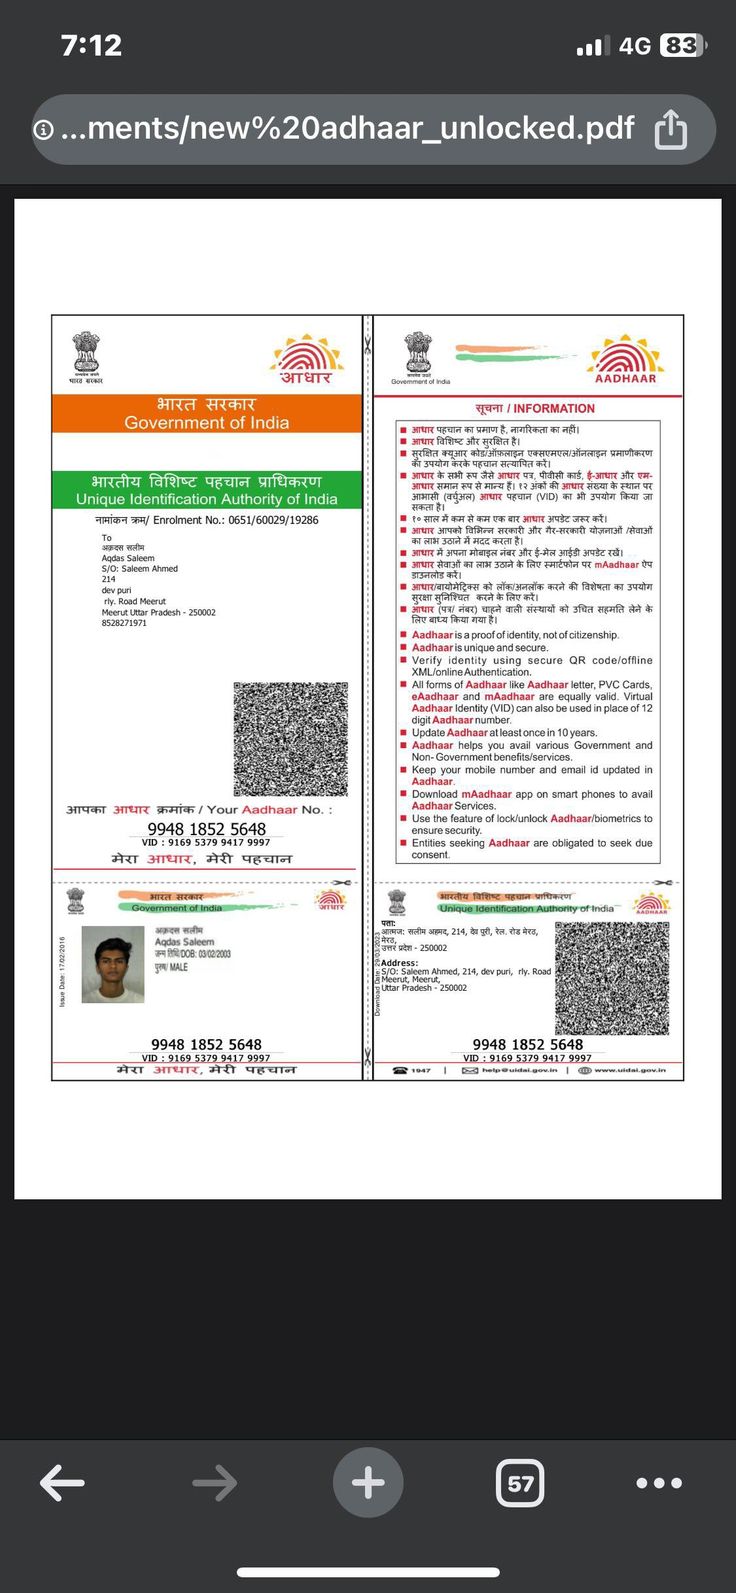 7:12
4G 83
...ments/new%20adhaar_unlocked.pdf
भारत सरकार
आधार
भारत सरकार
Government of India
भारतीय विशिष्ट पहचान प्राधिकरण
Unique Identification Authority of India
नामांकन क्रम/ Enrolment No.: 0651/60029/19286
To
अक़दस सलीम
Aqdas Saleem
S/O: Saleem Ahmed
214
dev puri
rly. Road Meerut
Meerut Uttar Pradesh - 250002
8528271971
आपका आधार क्रमांक / Your Aadhaar No. :
9948 1852 5648
VID : 9169 5379 9417 9997
मेरा आधार, मेरी पहचान
Government of India
AADHAAR
सूचना / INFORMATION
आधार पहचान का प्रमाण है, नागरिकता का नहीं।
आधार विशिष्ट और सुरक्षित है।
सुरक्षित क्यूआर कोड/ऑफ़लाइन एक्सएमएल/ऑनलाइन प्रमाणीकरण
का उपयोग करके पहचान सत्यापित करें।
आधार के सभी रूप जैसे आधार पत्र, पीवीसी कार्ड, ई-आधार और एम-
आधार समान रूप से मान्य हैं। १२ अंकों की आधार संख्या के स्थान पर
आभासी (वर्चुअल) आधार पहचान (VID) का भी उपयोग किया जा
सकता है।
१० साल में कम से कम एक बार आधार अपडेट जरूर करें।
आधार आपको विभिन्न सरकारी और गैर-सरकारी योजनाओं /सेवाओं
का लाभ उठाने में मदद करता है।
आधार में अपना मोबाइल नंबर और ई-मेल आईडी अपडेट रखें।
आधार सेवाओं का लाभ उठाने के लिए स्मार्टफोन पर mAadhaar ऐप
डाउनलोड करें।
आधार/बायोमेट्रिक्स को लॉक/अनलॉक करने की विशेषता का उपयोग
सुरक्षा सुनिश्चित करने के लिए करें।
आधार (पत्र/ नंबर) चाहने वाली संस्थायों को उचित सहमति लेने के
लिए बाध्य किया गया है।
Aadhaar is a proof of identity, not of citizenship.
Aadhaar is unique and secure.
Verify identity using secure QR code/offline
XML/online Authentication.
All forms of Aadhaar like Aadhaar letter, PVC Cards,
eAadhaar and mAadhaar are equally valid. Virtual
Aadhaar Identity (VID) can also be used in place of 12
digit Aadhaar number.
Update Aadhaar at least once in 10 years.
Aadhaar helps you avail various Government and
Non- Government benefits/services.
Keep your mobile number and email id updated in
Aadhaar.
Download mAadhaar app on smart phones to avail
Aadhaar Services.
Use the feature of lock/unlock Aadhaar/biometrics to
ensure security.
Entities seeking Aadhaar are obligated to seek due
consent.
भारत सरकार
Government of India
आधार
Issue Date: 17/02/2016
अक़दस सलीम
Aqdas Saleem
जन्म तिथि/DOB: 03/02/2003
पुरुष/ MALE
9948 1852 5648
VID : 9169 5379 9417 9997
मेरा आधार, मेरी पहचान
भारतीय विशिष्ट पहचान प्राधिकरण
Unique Identification Authority of India
AADHAAR
Download Date: 29/03/2023
पता:
आत्मज: सलीम अहमद, 214, देव पुरी, रेल. रोड मेरठ,
मेरठ,
उत्तर प्रदेश - 250002
Address:
S/O: Saleem Ahmed, 214, dev puri, rly. Road
Meerut, Meerut,
Uttar Pradesh - 250002
9948 1852 5648
VID : 9169 5379 9417 9997
1947 | help@uidai.gov.in | www.uidai.gov.in
57